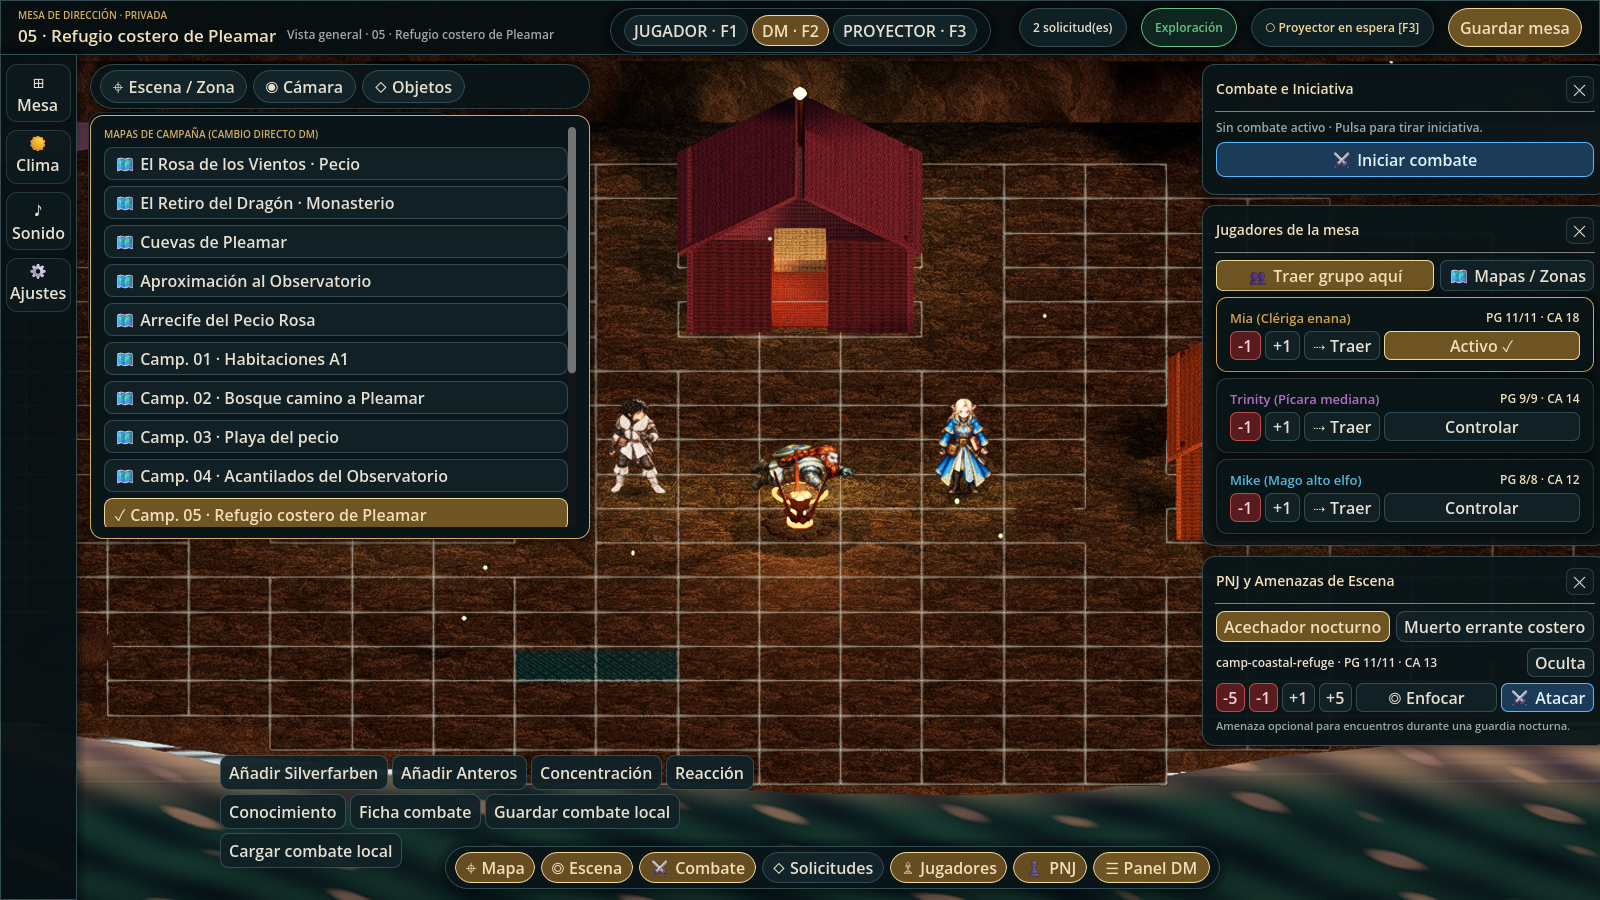 MESA DE DIRECCIÓN · PRIVADA
05 · Refugio costero de Pleamar
Vista general · 05 · Refugio costero de Pleamar
JUGADOR · F1
DM · F2
PROYECTOR · F3
2 solicitud(es)
Exploración
Proyector en espera [F3]
Guardar mesa
Mesa
Clima
Sonido
Ajustes
Escena / Zona
Cámara
Objetos
MAPAS DE CAMPAÑA (CAMBIO DIRECTO DM)
El Rosa de los Vientos · Pecio
El Retiro del Dragón · Monasterio
Cuevas de Pleamar
Aproximación al Observatorio
Arrecife del Pecio Rosa
Camp. 01 · Habitaciones A1
Camp. 02 · Bosque camino a Pleamar
Camp. 03 · Playa del pecio
Camp. 04 · Acantilados del Observatorio
✓ Camp. 05 · Refugio costero de Pleamar
Combate e Iniciativa
Sin combate activo · Pulsa para tirar iniciativa.
Iniciar combate
Jugadores de la mesa
Traer grupo aquí
Mapas / Zonas
Mia (Clériga enana)
PG 11/11 · CA 18
-1
+1
⇢ Traer
Activo ✓
Trinity (Pícara mediana)
PG 9/9 · CA 14
-1
+1
⇢ Traer
Controlar
Mike (Mago alto elfo)
PG 8/8 · CA 12
-1
+1
⇢ Traer
Controlar
PNJ y Amenazas de Escena
Acechador nocturno
Muerto errante costero
camp-coastal-refuge · PG 11/11 · CA 13
Oculta
-5
-1
+1
+5
Enfocar
Atacar
Amenaza opcional para encuentros durante una guardia nocturna.
Añadir Silverfarben
Añadir Anteros
Concentración
Reacción
Conocimiento
Ficha combate
Guardar combate local
Cargar combate local
Mapa
Escena
Combate
Solicitudes
Jugadores
PNJ
Panel DM